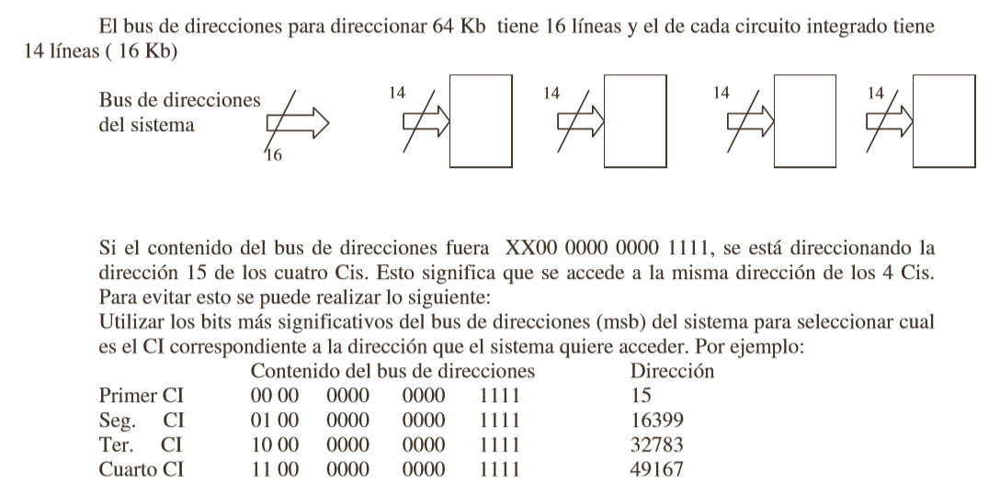 El bus de direcciones para direccionar 64 Kb tiene 16 líneas y el de cada circuito integrado tiene
14 líneas ( 16 Kb)
Bus de direcciones
del sistema
16
14
14
14
14
Si el contenido del bus de direcciones fuera XX00 0000 0000 1111, se está direccionando la
dirección 15 de los cuatro Cis. Esto significa que se accede a la misma dirección de los 4 Cis.
Para evitar esto se puede realizar lo siguiente:
Utilizar los bits más significativos del bus de direcciones (msb) del sistema para seleccionar cual
es el CI correspondiente a la dirección que el sistema quiere acceder. Por ejemplo:
Contenido del bus de direcciones Dirección
Primer CI 00 00 0000 0000 1111 15
Seg. CI 01 00 0000 0000 1111 16399
Ter. CI 10 00 0000 0000 1111 32783
Cuarto CI 11 00 0000 0000 1111 49167